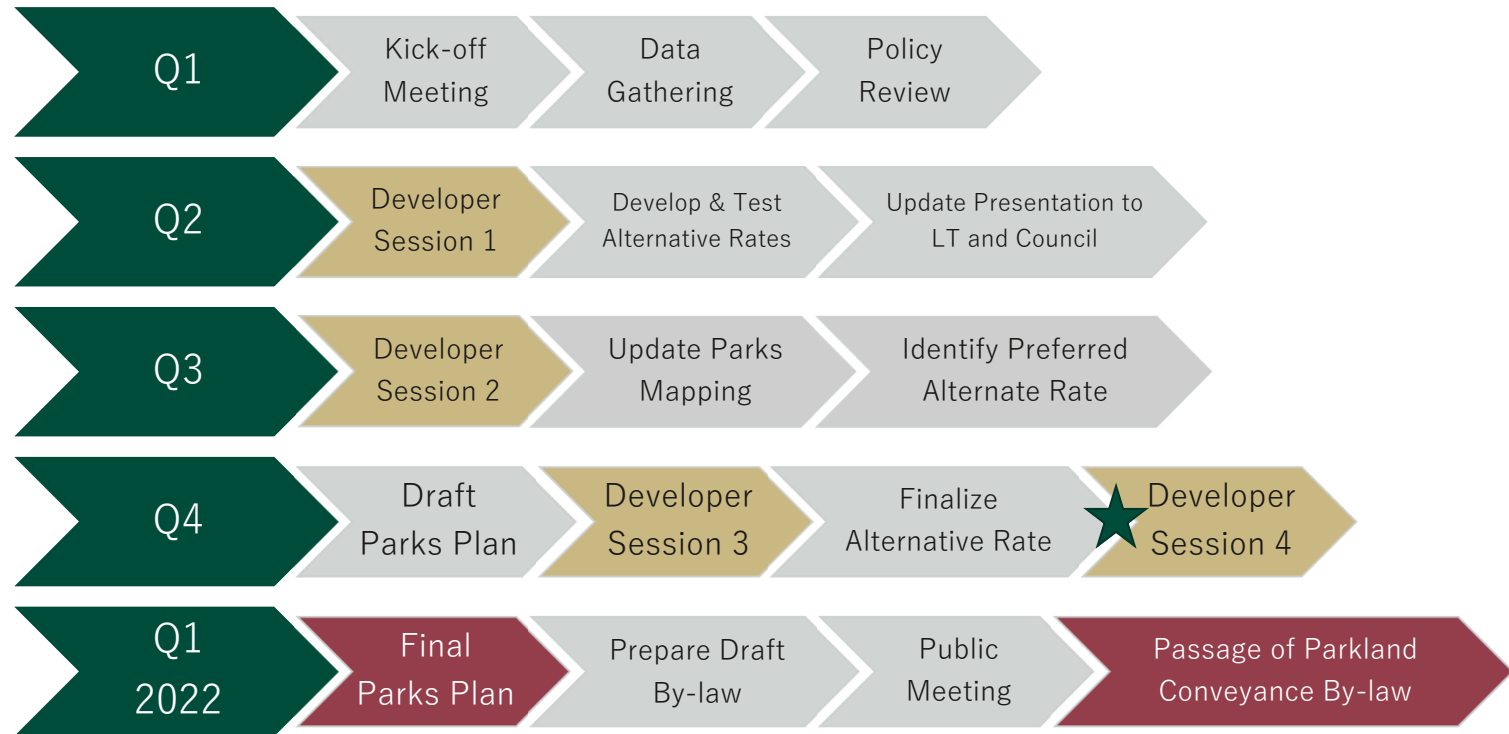 Q1
Kick-off
Meeting
Data
Gathering
Policy
Review
Q2
Developer
Session 1
Develop & Test
Alternative Rates
Update Presentation to
LT and Council
Q3
Developer
Session 2
Update Parks
Mapping
Identify Preferred
Alternate Rate
Q4
Draft
Parks Plan
Developer
Session 3
Finalize
Alternative Rate
Developer
Session 4
Q1
2022
Final
Parks Plan
Prepare Draft
By-law
Public
Meeting
Passage of Parkland
Conveyance By-law